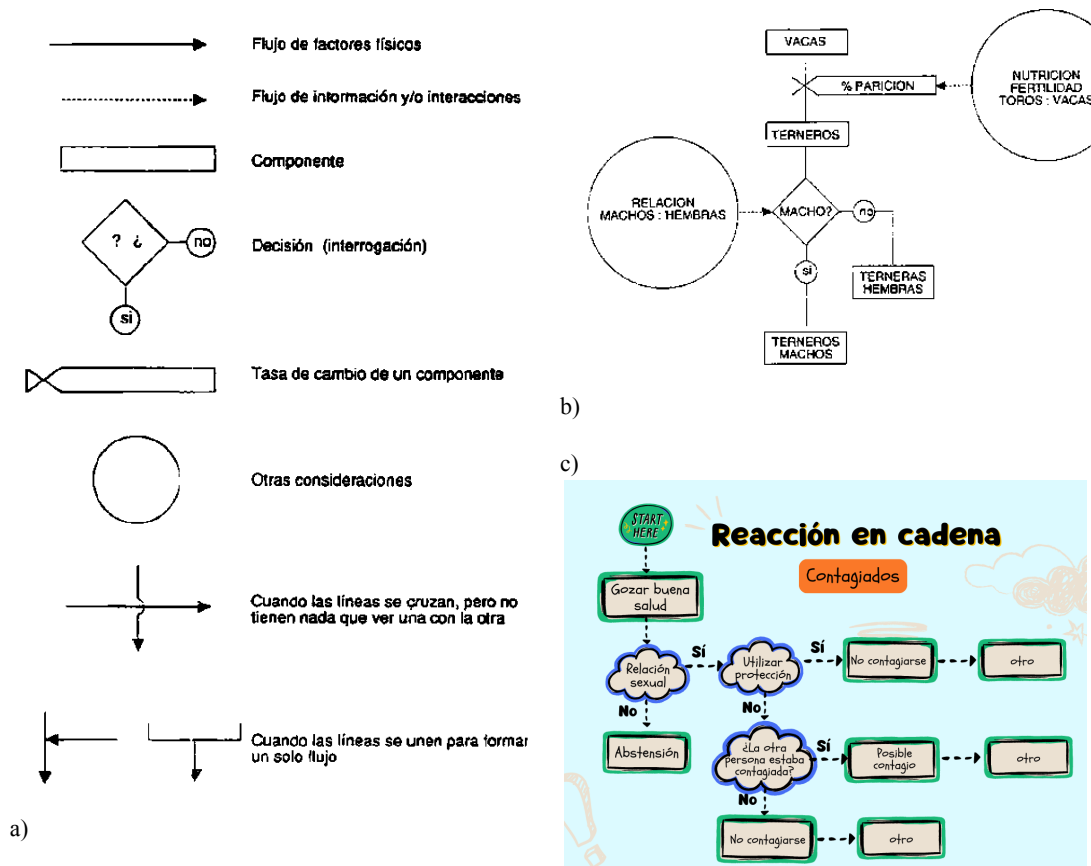 Flujo de factores físicos
Flujo de información y/o interacciones
Componente
? ¿
no
si
Decisión (interrogación)
Tasa de cambio de un componente
Otras consideraciones
Cuando las líneas se cruzan, pero no
tienen nada que ver una con la otra
Cuando las líneas se unen para formar
un solo flujo
a)
VACAS
% PARICION
NUTRICION
FERTILIDAD
TOROS : VACAS
TERNEROS
RELACION
MACHOS : HEMBRAS
MACHO?
no
si
TERNERAS
HEMBRAS
TERNEROS
MACHOS
b)
c)
START
HERE
Reacción en cadena
Contagiados
Gozar buena
salud
Relación
sexual
Sí
Utilizar
protección
Sí
No contagiarse
otro
No
No
Abstensión
¿La otra
persona estaba
contagiada?
Sí
Posible
contagio
otro
No
No contagiarse
otro